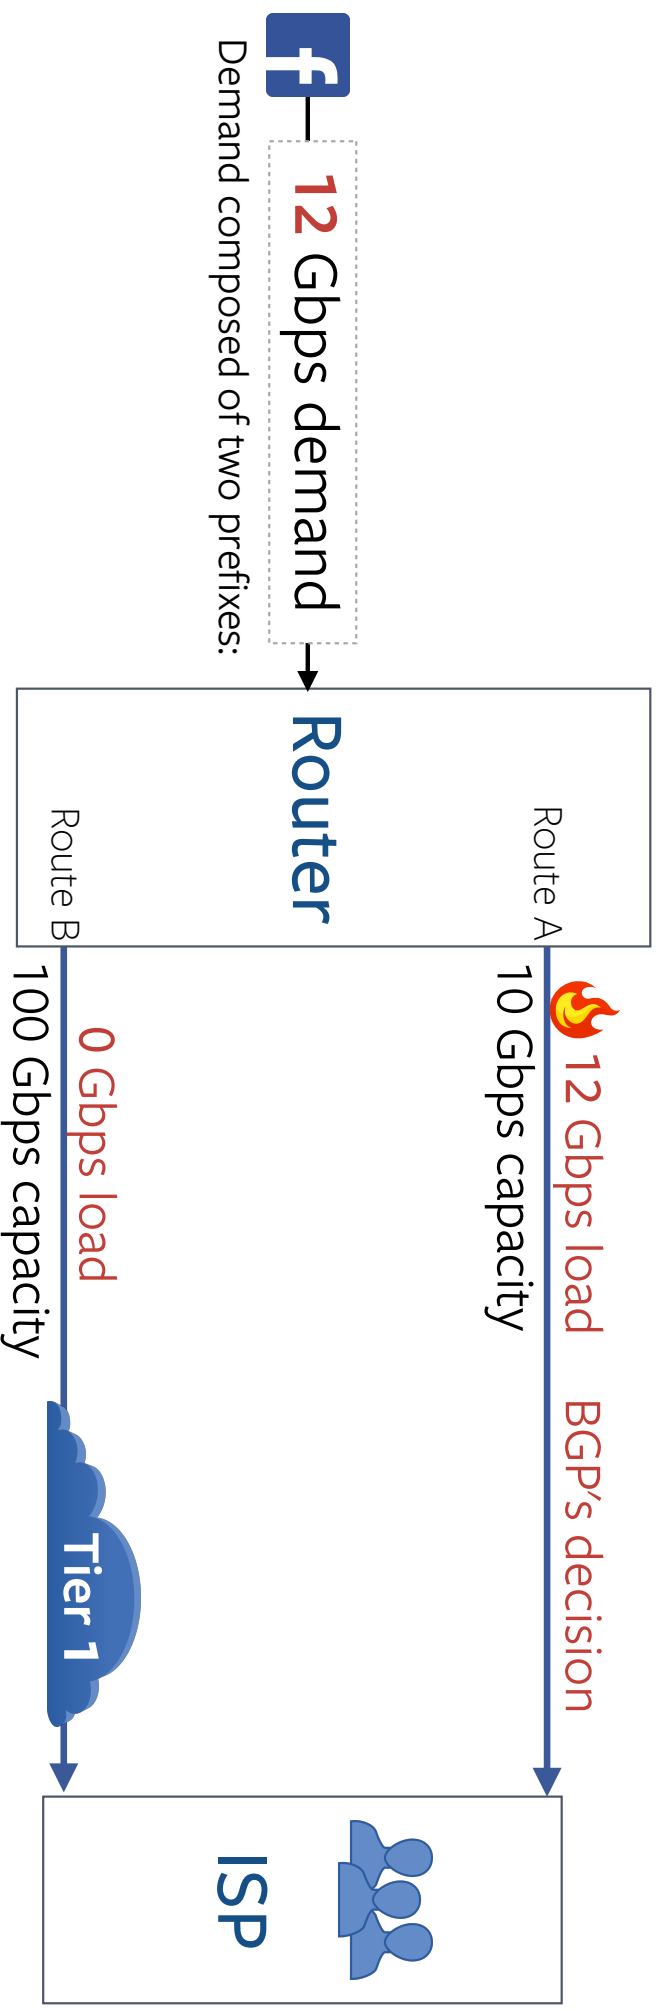 12 Gbps demand
Demand composed of two prefixes:
Router
Route A
Route B
12 Gbps load
BGP's decision
10 Gbps capacity
0 Gbps load
100 Gbps capacity
Tier 1
ISP